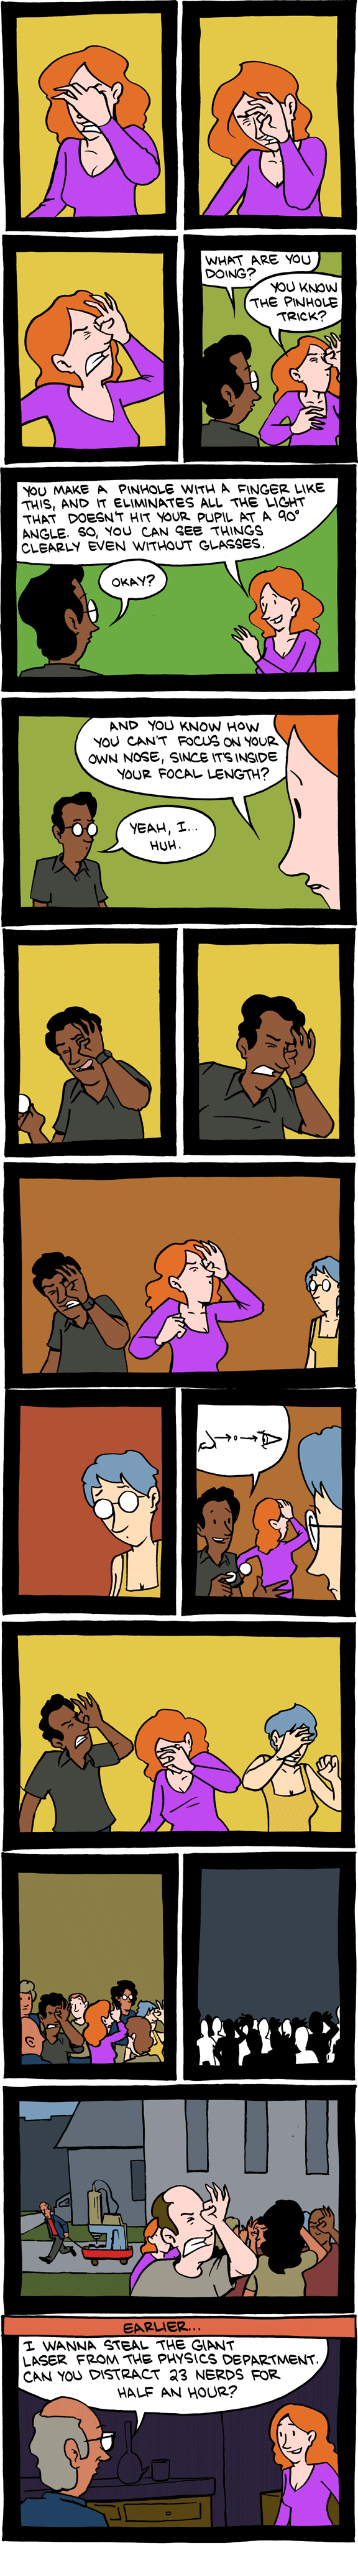 WHAT ARE YOU
DOING?
YOU KNOW
THE PINHOLE
TRICK?
YOU MAKE A PINHOLE WITH A FINGER LIKE
THIS, AND IT ELIMINATES ALL THE LIGHT
THAT DOESN'T HIT YOUR PUPIL AT A 90°
ANGLE. SO, YOU CAN SEE THINGS
CLEARLY EVEN WITHOUT GLASSES.
OKAY?
AND YOU KNOW HOW
YOU CAN'T FOCUS ON YOUR
OWN NOSE, SINCE ITS INSIDE
YOUR FOCAL LENGTH?
YEAH, I...
HUH.
EARLIER...
I WANNA STEAL THE GIANT
LASER FROM THE PHYSICS DEPARTMENT.
CAN YOU DISTRACT 23 NERDS FOR
HALF AN HOUR?